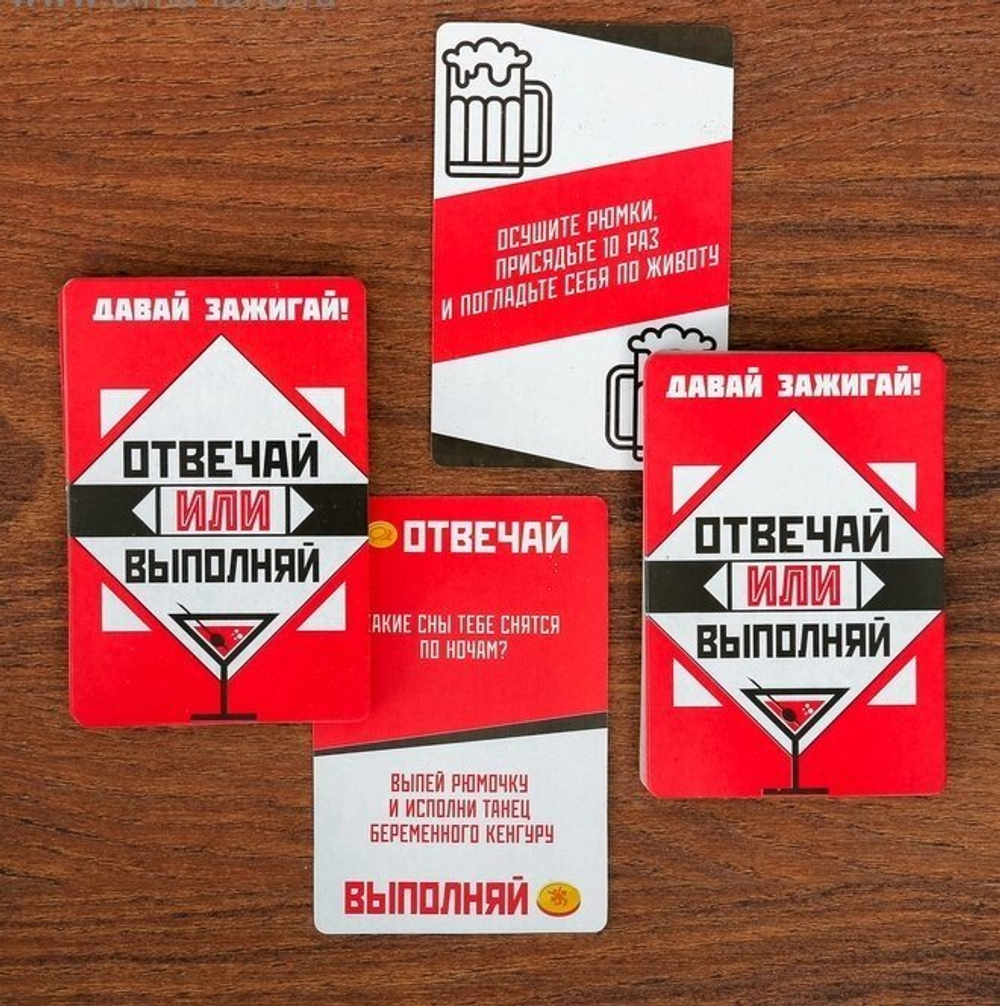 ОСУШИТЕ РЮМКИ,
ПРИСЯДЬТЕ 10 РАЗ
И ПОГЛАДЬТЕ СЕБЯ ПО ЖИВОТУ
ДАВАЙ ЗАЖИГАЙ!
ОТВЕЧАЙ
ИЛИ
ВЫПОЛНЯЙ
ДАВАЙ ЗАЖИГАЙ!
ОТВЕЧАЙ
ИЛИ
ВЫПОЛНЯЙ
ОТВЕЧАЙ
АКИЕ СНЫ ТЕБЕ СНЯТСЯ
ПО НОЧАМ?
ВЫПЕЙ РЮМОЧКУ
И ИСПОЛНИ ТАНЕЦ
БЕРЕМЕННОГО КЕНГУРУ
ВЫПОЛНЯЙ